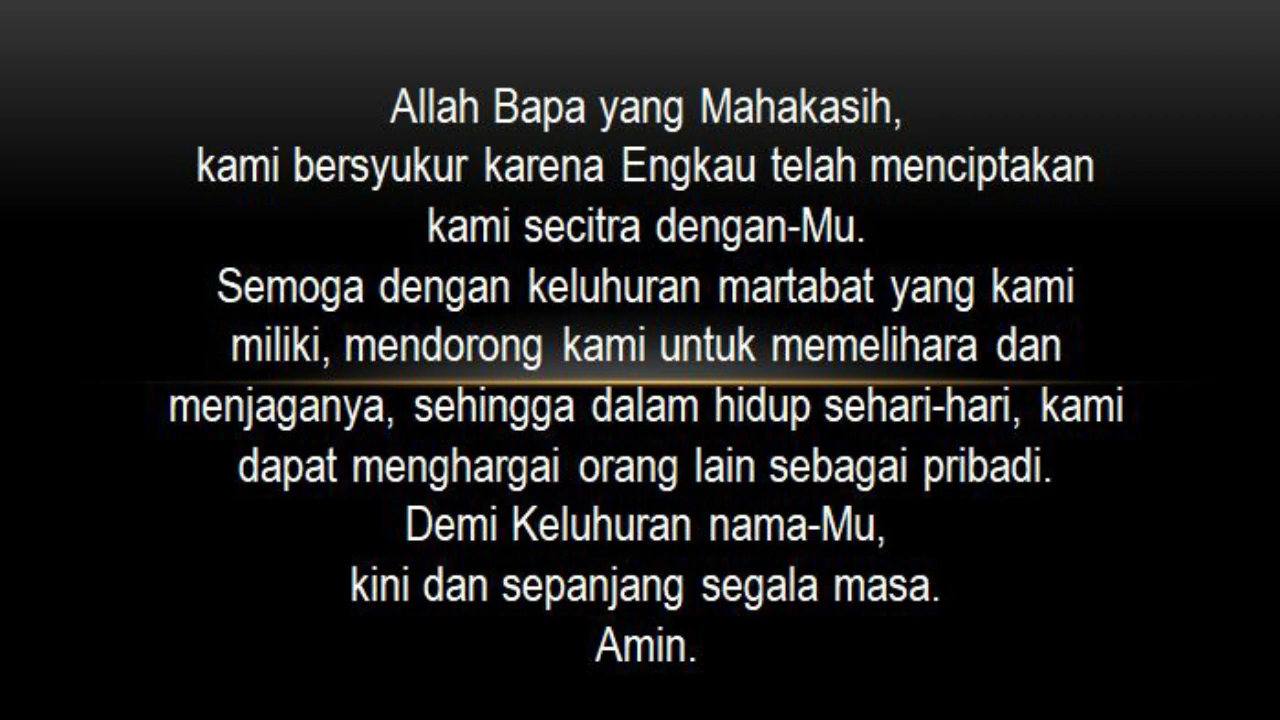 Allah Bapa yang Mahakasih,
kami bersyukur karena Engkau telah menciptakan
kami secitra dengan-Mu.
Semoga dengan keluhuran martabat yang kami
miliki, mendorong kami untuk memelihara dan
menjaganya, sehingga dalam hidup sehari-hari, kami
dapat menghargai orang lain sebagai pribadi.
Demi Keluhuran nama-Mu,
kini dan sepanjang segala masa.
Amin.